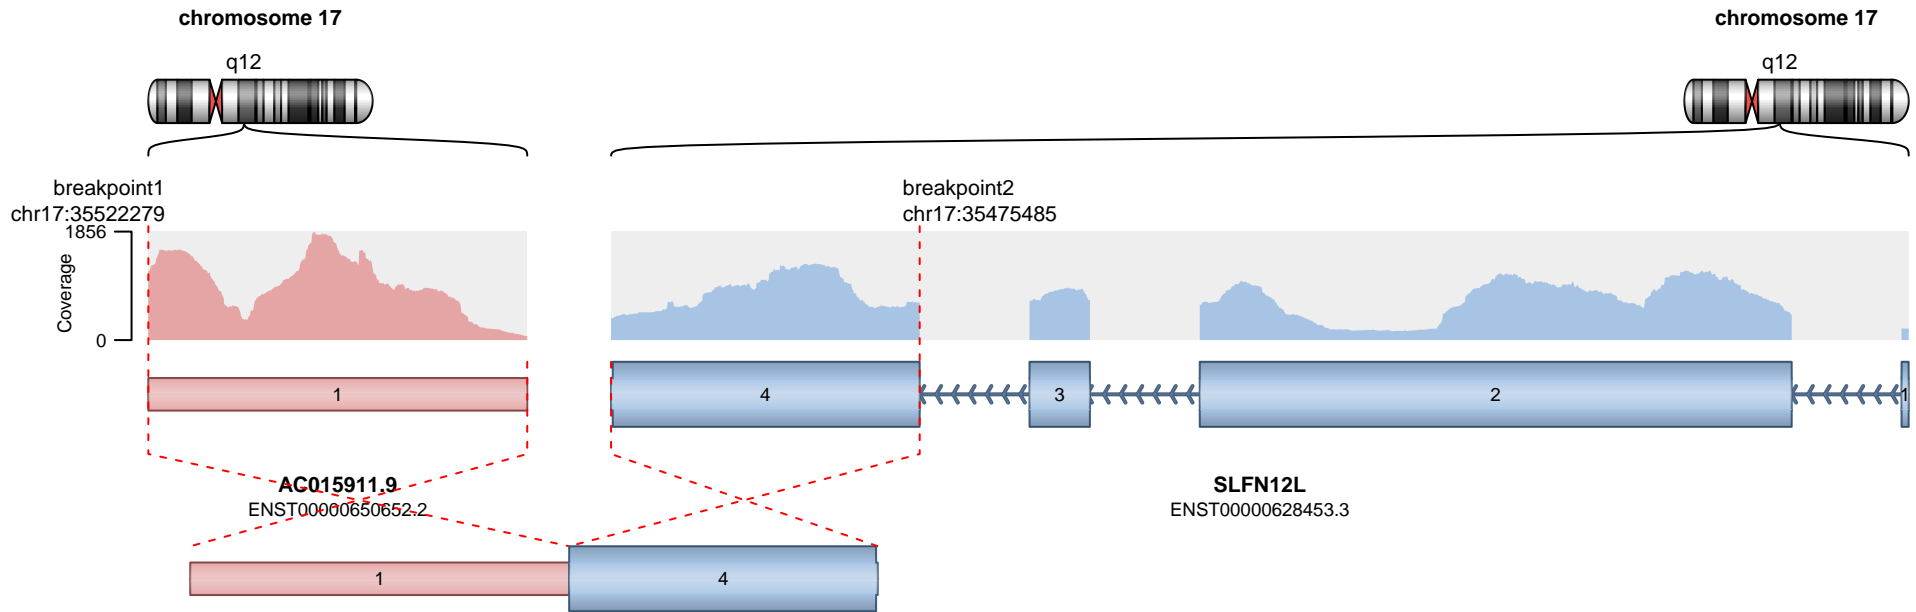 chromosome 17
chromosome 17
q12
q12
breakpoint1
chr17:35522279
breakpoint2
chr17:35475485
1856
Coverage
0
1
4
3
2
1
AC015911.9
ENST00000650652.2
SLFN12L
ENST00000628453.3
1
4